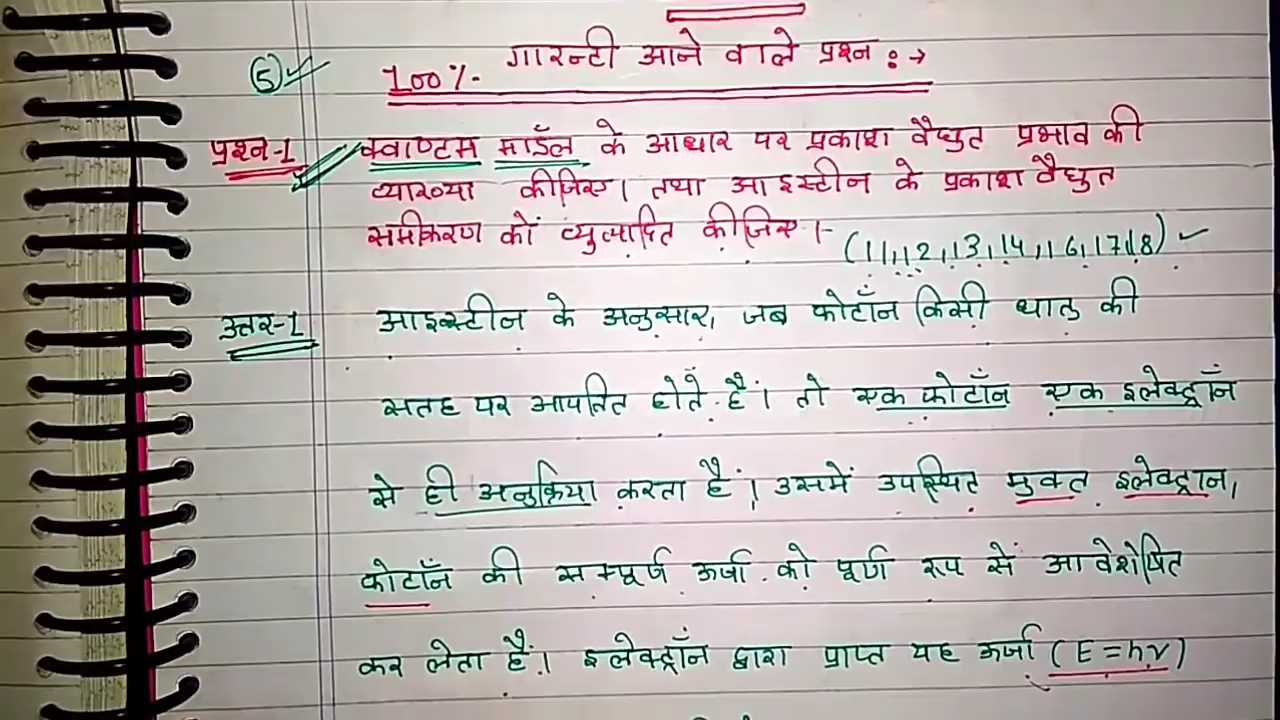 ⑤ 100%. गारन्टी आने वाले प्रश्न :→
प्रश्न-1 क्वाण्टम मॉडल के आधार पर प्रकाश वैघुत प्रभाव की
व्याख्या कीजिए। तथा आइस्टीन के प्रकाश वैघुत
समीकरण कों व्युत्पादित कीजिए।-
(11,12,13,14,16,17,18)
उत्तर-1 आइन्स्टीन के अनुसार, जब फोटॉन किसी धातु की
सतह पर आपतित होतें हैं। तो एक फोटॉन एक इलेक्ट्रॉन
से ही अनुक्रिया करता हैं। उसमें उपस्थित मुक्त इलेक्ट्रान,
फोटॉन की सम्पूर्ण ऊर्जा को पूर्ण रूप सें आवेशेषित
कर लेता हैं। इलेक्ट्रॉन द्वारा प्राप्त यह ऊर्जा (E=hν)